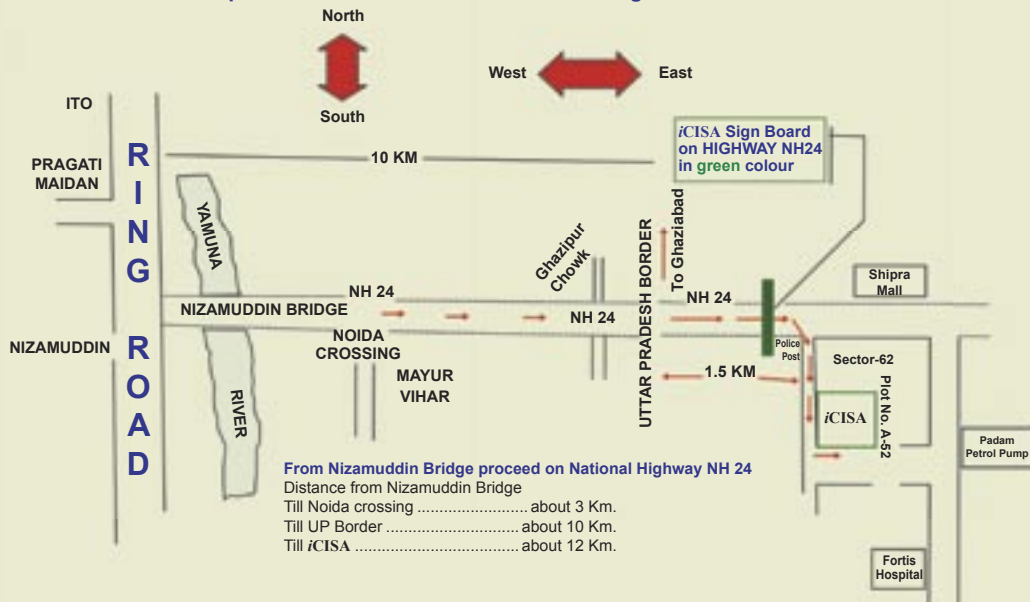 North
South
West
East
ITO
PRAGATI
MAIDAN
RING ROAD
NIZAMUDDIN
10 KM
iCISA Sign Board
on HIGHWAY NH24
in green colour
YAMUNA
RIVER
NIZAMUDDIN BRIDGE
NH 24
NOIDA
CROSSING
MAYUR
VIHAR
Ghazipur
Chowk
NH 24
UTTAR PRADESH BORDER
To Ghaziabad
NH 24
1.5 KM
Police
Post
Shipra
Mall
Sector-62
iCISA
Plot No. A-52
Padam
Petrol Pump
Fortis
Hospital
From Nizamuddin Bridge proceed on National Highway NH 24
Distance from Nizamuddin Bridge
Till Noida crossing ........................ about 3 Km.
Till UP Border ............................. about 10 Km.
Till iCISA .................................... about 12 Km.